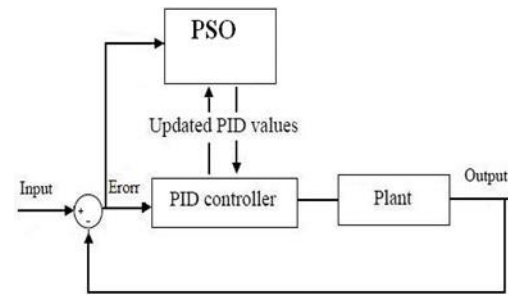 PSO
Updated PID values
Input
+
-
Erorr
PID controller
Plant
Output